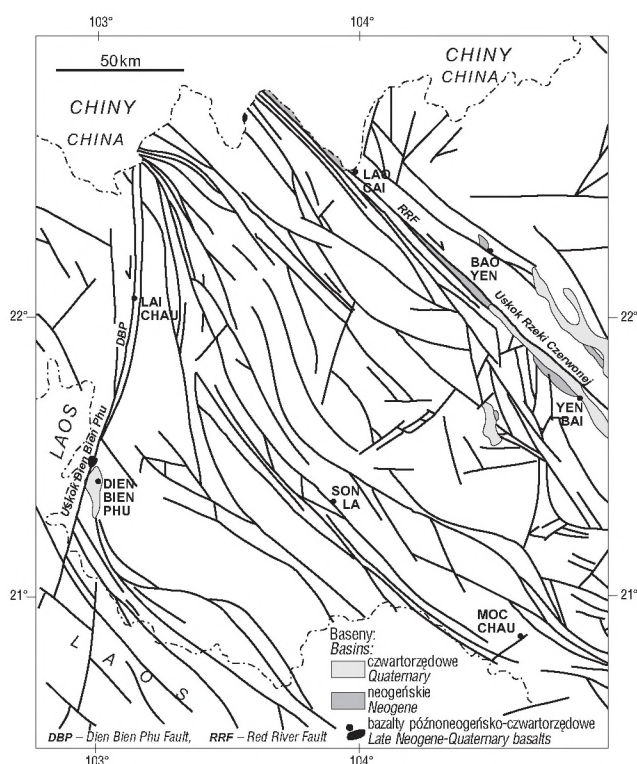 103°
104°
50 km
CHINY
CHINA
CHINY
CHINA
LAO
CAI
RRF
BAO
YEN
Uskok Rzeki Czerwonej
LAI
CHAU
DBP
22°
22°
YEN
BAI
LAOS
Uskok Dien Bien Phu
DIEN
BIEN
PHU
SON
LA
21°
21°
MOC
CHAU
LAOS
Baseny:
Basins:
czwartorzędowe
Quaternary
neogeńskie
Neogene
bazalty późnoneogeńsko-czwartorzędowe
Late Neogene-Quaternary basalts
DBP – Dien Bien Phu Fault, RRF – Red River Fault
103°
104°